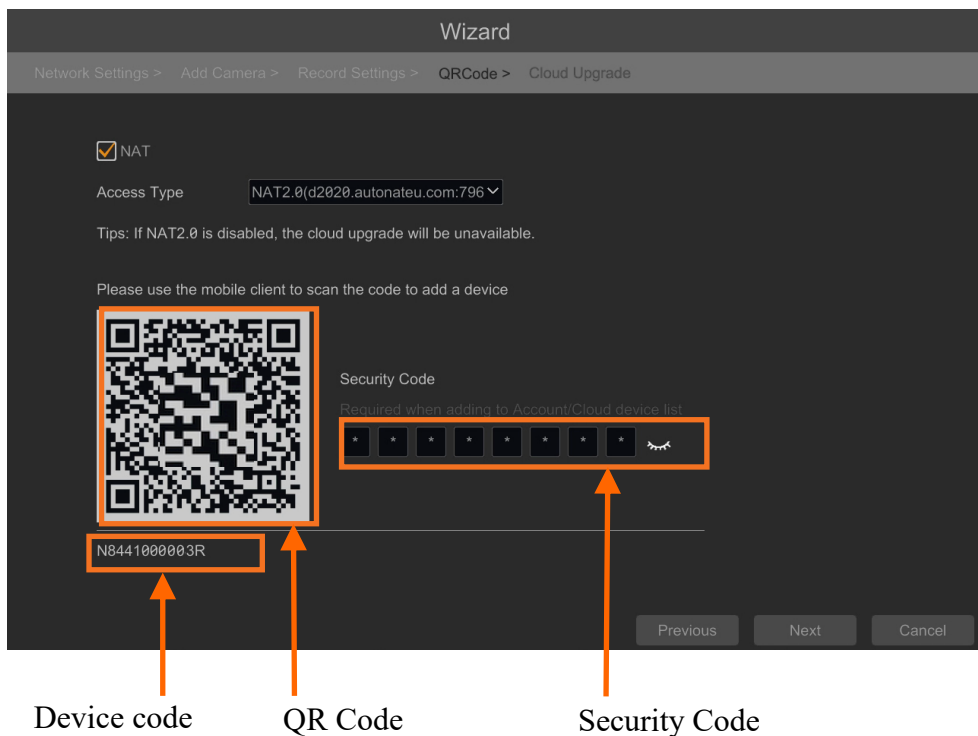 Wizard
Network Settings > Add Camera > Record Settings > QRCode > Cloud Upgrade
NAT
Access Type NAT2.0(d2020.autonateu.com:796
Tips: If NAT2.0 is disabled, the cloud upgrade will be unavailable.
Please use the mobile client to scan the code to add a device
Security Code
Required when adding to Account/Cloud device list
* * * * * * * *
N8441000003R
Previous Next Cancel
Device code QR Code Security Code